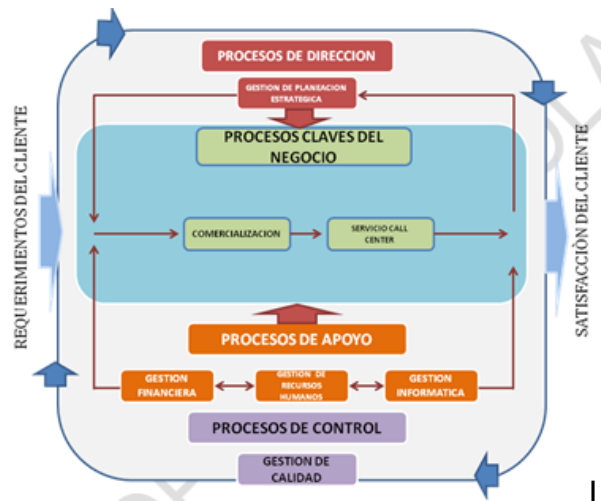 PROCESOS DE DIRECCION
GESTION DE PLANEACION
ESTRATEGICA
PROCESOS CLAVES DEL
NEGOCIO
REQUERIMIENTOS DEL CLIENTE
COMERCIALIZACION
SERVICIO CALL
CENTER
SATISFACCIÒN DEL CLIENTE
PROCESOS DE APOYO
GESTION
FINANCIERA
GESTION DE
RECURSOS
HUMANOS
GESTION
INFORMATICA
PROCESOS DE CONTROL
GESTION DE
CALIDAD